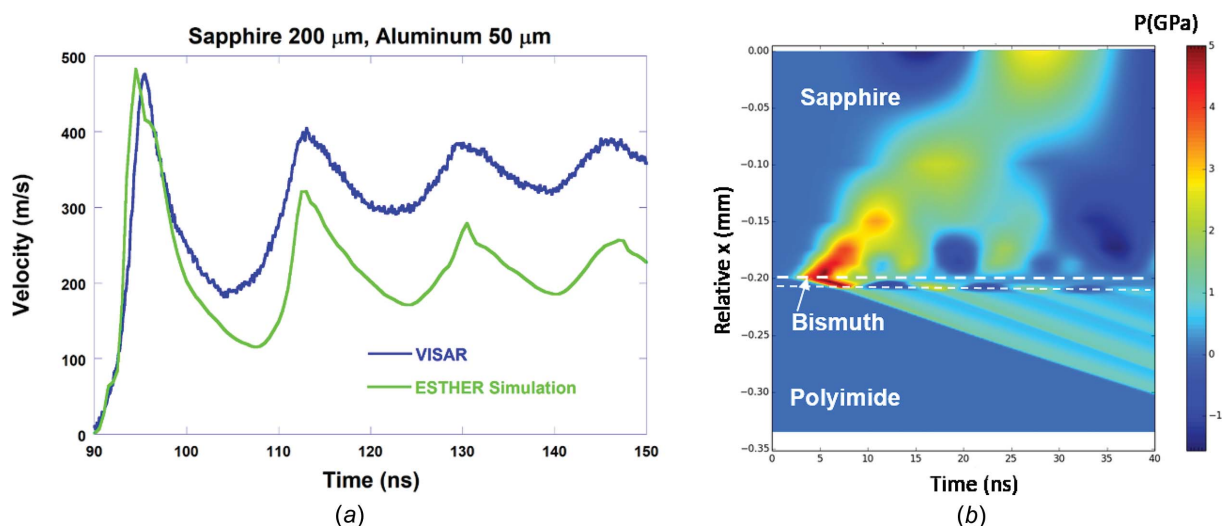 Sapphire 200 μm, Aluminum 50 μm
500
400
300
200
100
0
Velocity (m/s)
VISAR
ESTHER Simulation
90 100 110 120 130 140 150
Time (ns)
(a)
P(GPa)
0.00
−0.05
−0.10
−0.15
−0.20
−0.25
−0.30
−0.35
Relative x (mm)
Sapphire
Bismuth
Polyimide
0 5 10 15 20 25 30 35 40
Time (ns)
5
4
3
2
1
0
−1
(b)